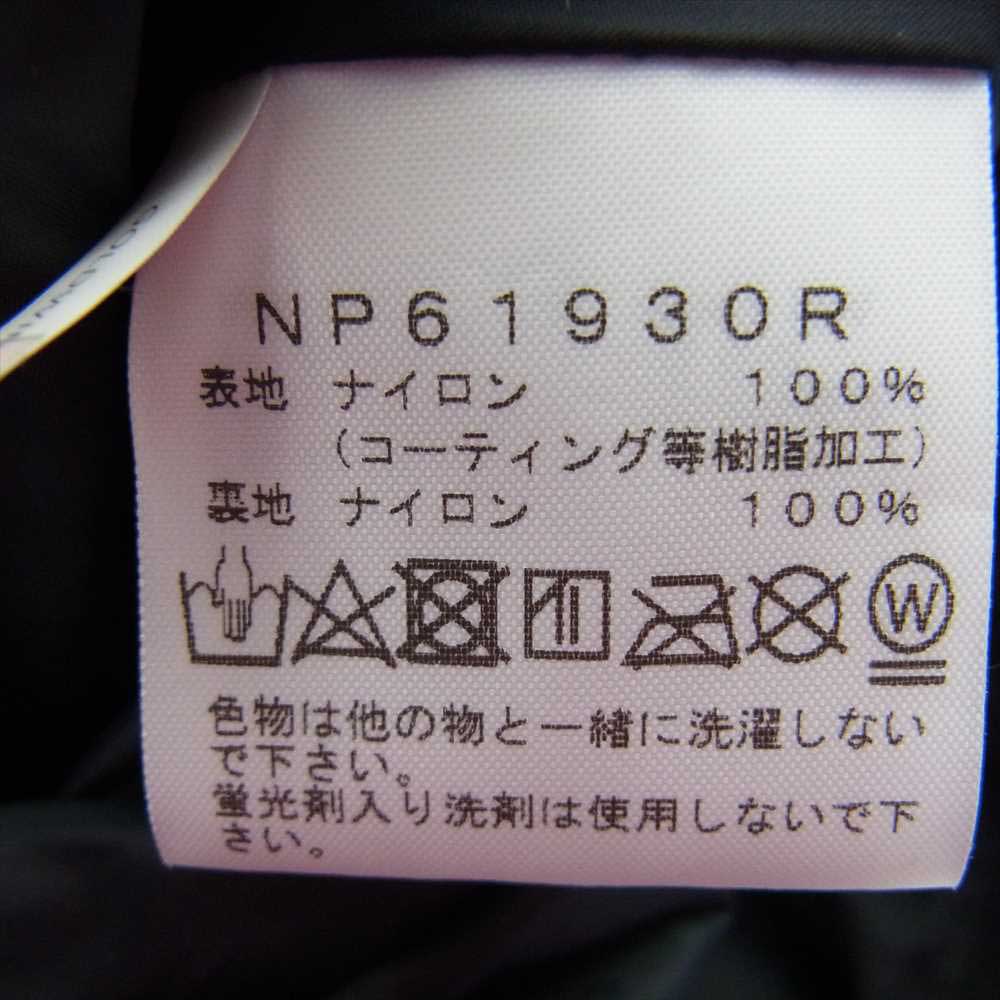 NP61930R
表地 ナイロン 100%
(コーティング等樹脂加工)
裏地 ナイロン 100%
W
色物は他の物と一緒に洗濯しない
で下さい。
蛍光剤入り洗剤は使用しないで下
さい。